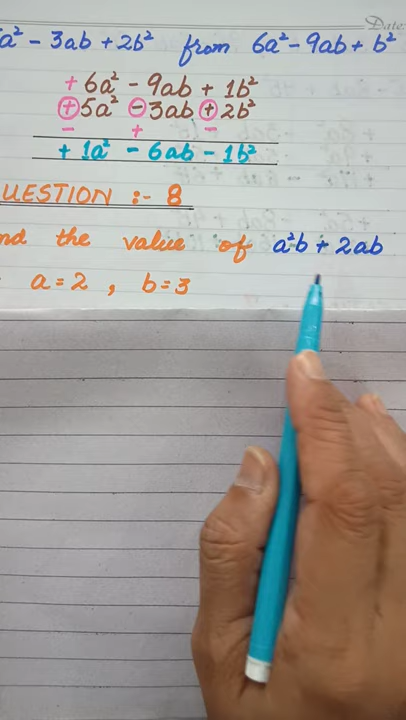 5a² - 3ab + 2b² from 6a² - 9ab + b²
Date:
+ 6a² - 9ab + 1b²
+ 5a² - 3ab + 2b²
- + -
+ 1a² - 6ab - 1b²
UESTION :- 8
nd the value of a²b + 2ab
a = 2 , b = 3